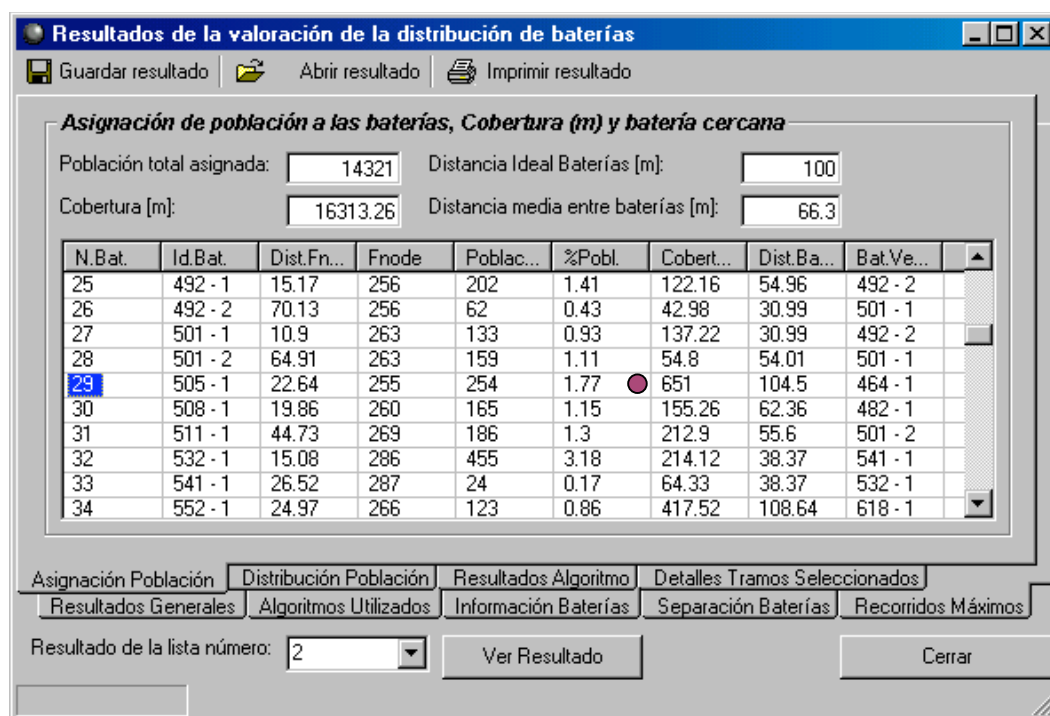 Resultados de la valoración de la distribución de baterías
Guardar resultado Abrir resultado Imprimir resultado
Asignación de población a las baterías, Cobertura (m) y batería cercana
Población total asignada: 14321 Distancia Ideal Baterías [m]: 100
Cobertura [m]: 16313.26 Distancia media entre baterías [m]: 66.3
N.Bat. Id.Bat. Dist.Fn... Fnode Poblac... %Pobl. Cobert... Dist.Ba... Bat.Ve...
25 492 - 1 15.17 256 202 1.41 122.16 54.96 492 - 2
26 492 - 2 70.13 256 62 0.43 42.98 30.99 501 - 1
27 501 - 1 10.9 263 133 0.93 137.22 30.99 492 - 2
28 501 - 2 64.91 263 159 1.11 54.8 54.01 501 - 1
29 505 - 1 22.64 255 254 1.77 651 104.5 464 - 1
30 508 - 1 19.86 260 165 1.15 155.26 62.36 482 - 1
31 511 - 1 44.73 269 186 1.3 212.9 55.6 501 - 2
32 532 - 1 15.08 286 455 3.18 214.12 38.37 541 - 1
33 541 - 1 26.52 287 24 0.17 64.33 38.37 532 - 1
34 552 - 1 24.97 266 123 0.86 417.52 108.64 618 - 1
Asignación Población Distribución Población Resultados Algoritmo Detalles Tramos Seleccionados
Resultados Generales Algoritmos Utilizados Información Baterías Separación Baterías Recorridos Máximos
Resultado de la lista número: 2 Ver Resultado Cerrar